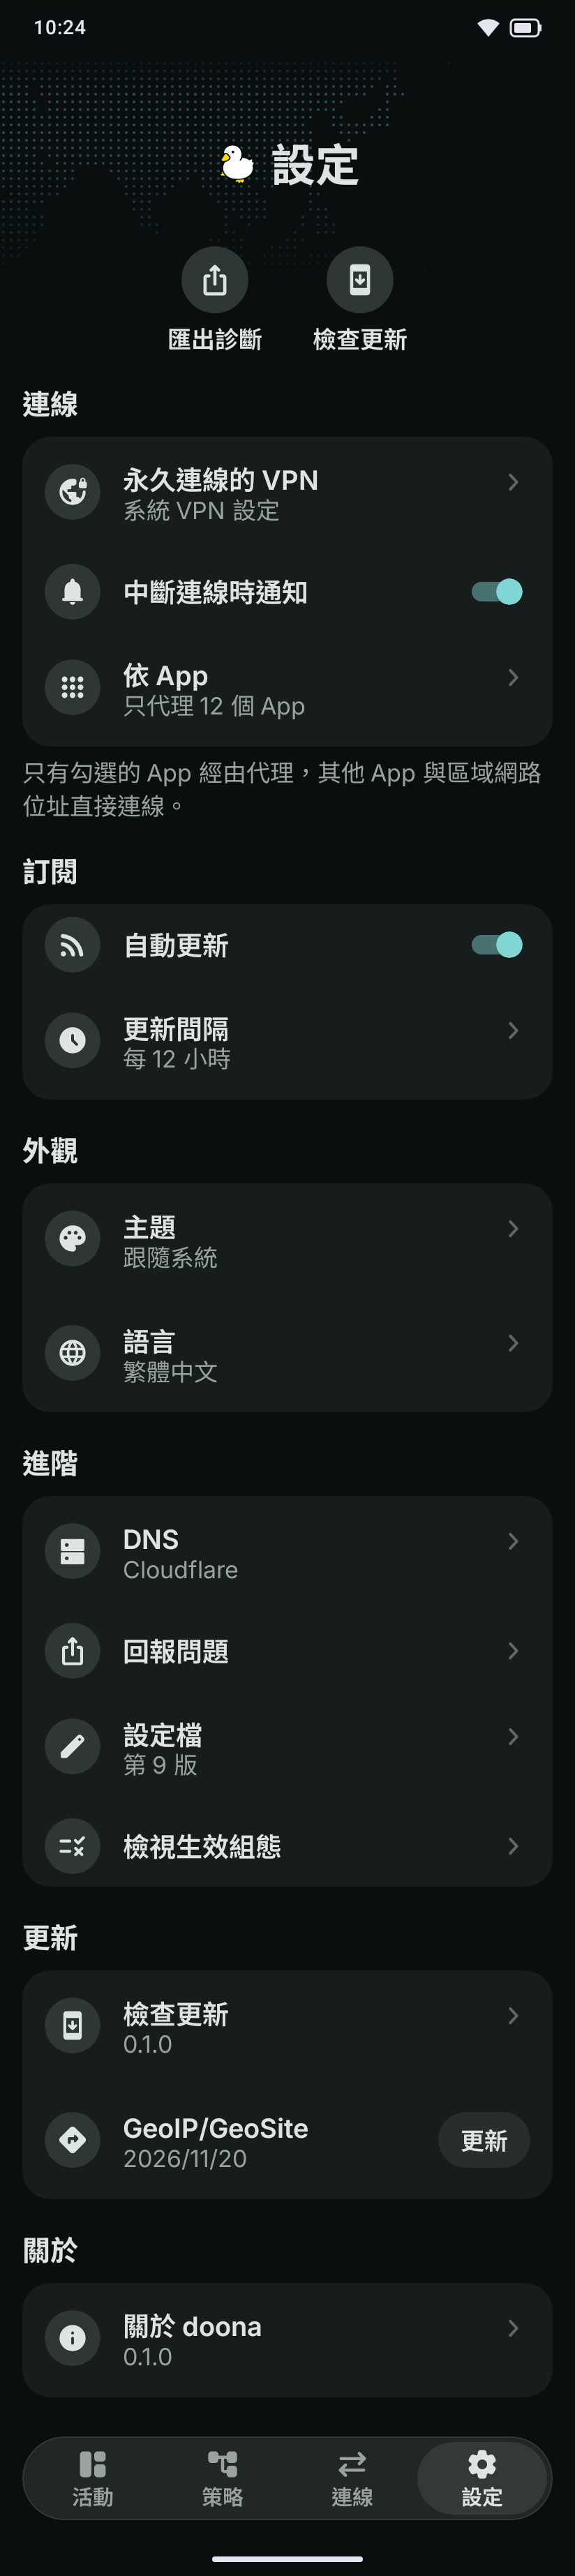 10:24
設定
匯出診斷
檢查更新
連線
永久連線的 VPN
系統 VPN 設定
中斷連線時通知
依 App
只代理 12 個 App
只有勾選的 App 經由代理，其他 App 與區域網路
位址直接連線。
訂閱
自動更新
更新間隔
每 12 小時
外觀
主題
跟隨系統
語言
繁體中文
進階
DNS
Cloudflare
回報問題
設定檔
第 9 版
檢視生效組態
更新
檢查更新
0.1.0
GeoIP/GeoSite
2026/11/20
更新
關於
關於 doona
0.1.0
活動
策略
連線
設定